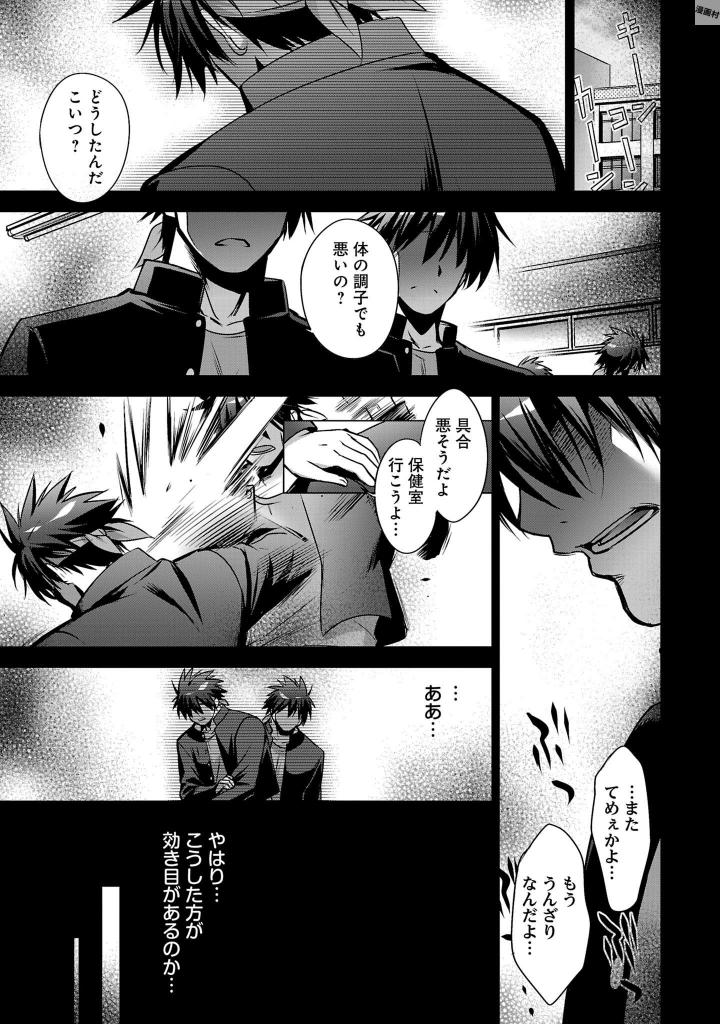 漫画村
キーンコーン
カーーン
どうしたんだ
こいつ？
体の調子でも
悪いの？
具合
悪そうだよ
保健室
行こうよ…
…また
てめぇかよ…
もう
うんざり
なんだよ…
…
ああ…
やはり…
こうした方が
効き目があるのか…